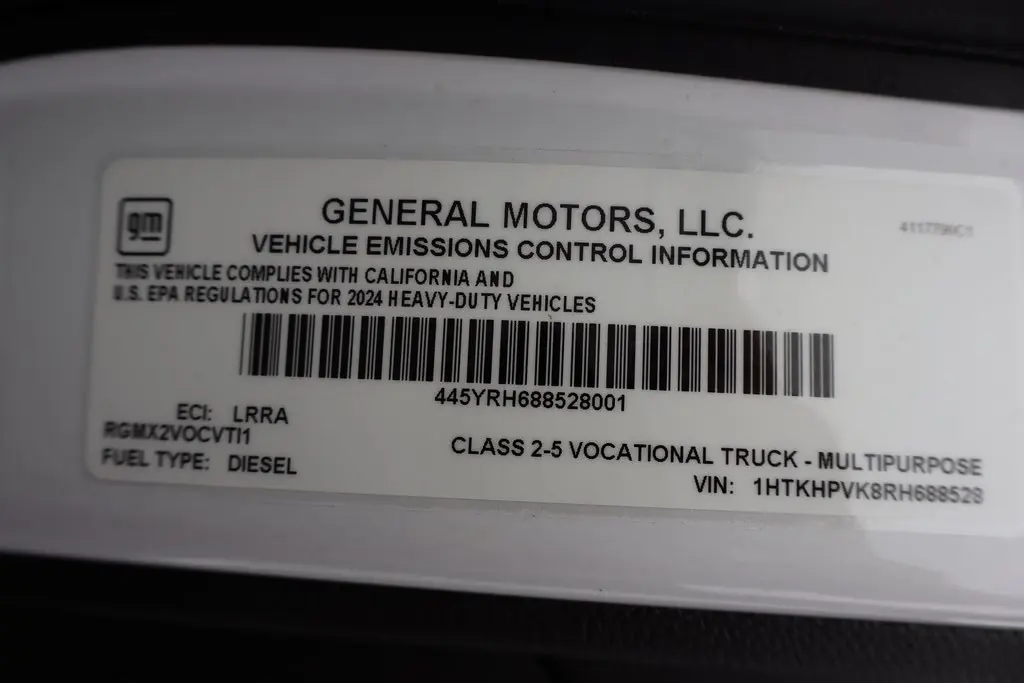 gm
GENERAL MOTORS, LLC.
4117796C1
VEHICLE EMISSIONS CONTROL INFORMATION
THIS VEHICLE COMPLIES WITH CALIFORNIA AND
U.S. EPA REGULATIONS FOR 2024 HEAVY-DUTY VEHICLES
445YRH688528001
ECI: LRRA
RGMX2VOCVTI1
FUEL TYPE: DIESEL
CLASS 2-5 VOCATIONAL TRUCK - MULTIPURPOSE
VIN: 1HTKHPVK8RH688528